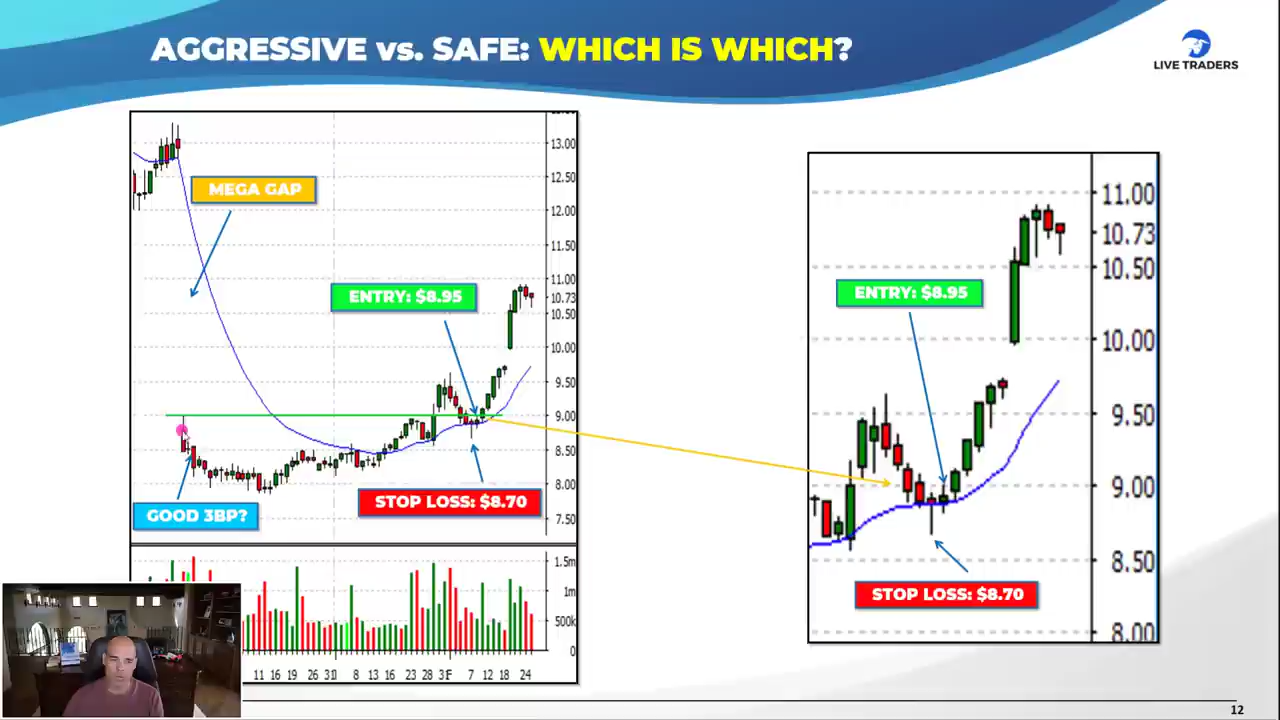 AGGRESSIVE vs. SAFE: WHICH IS WHICH?
LIVE TRADERS
MEGA GAP
ENTRY: $8.95
GOOD 3BP?
STOP LOSS: $8.70
13.00
12.50
12.00
11.50
11.00
10.73
10.50
10.00
9.50
9.00
8.50
8.00
7.50
1.5m
500k
0
11 16 19 26 31 8 13 16 23 28 31F 7 12 18 24
ENTRY: $8.95
STOP LOSS: $8.70
11.00
10.73
10.50
10.00
9.50
9.00
8.50
8.00
12